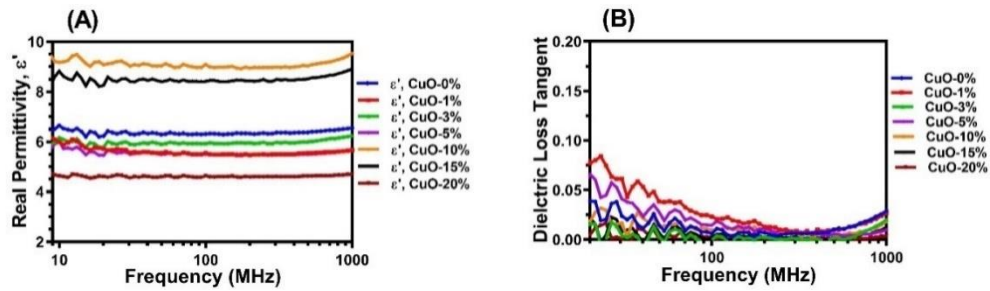 (A)
Real Permittivity, ε'
10
8
6
4
2
10
100
1000
Frequency (MHz)
ε', CuO-0%
ε', CuO-1%
ε', CuO-3%
ε', CuO-5%
ε', CuO-10%
ε', CuO-15%
ε', CuO-20%
(B)
Dielctric Loss Tangent
0.20
0.15
0.10
0.05
0.00
100
1000
Frequency (MHz)
CuO-0%
CuO-1%
CuO-3%
CuO-5%
CuO-10%
CuO-15%
CuO-20%